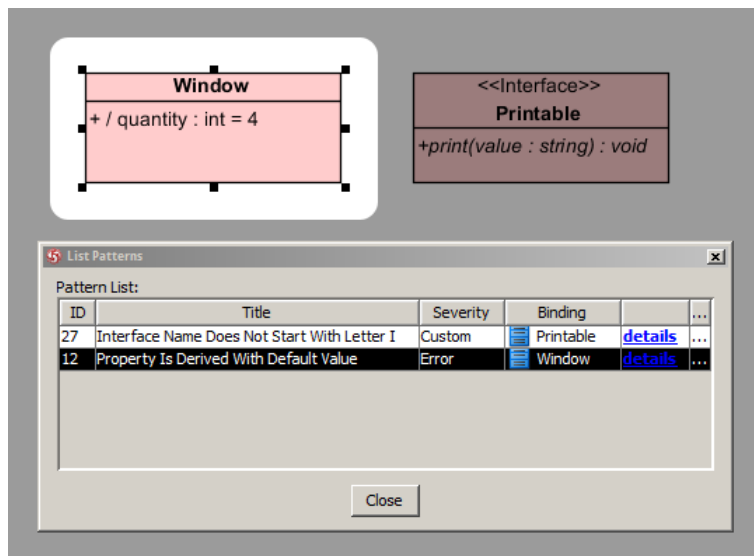 Window
+ / quantity : int = 4
<<Interface>>
Printable
+print(value : string) : void
List Patterns
Pattern List:
ID Title Severity Binding ...
27 Interface Name Does Not Start With Letter I Custom Printable details ...
12 Property Is Derived With Default Value Error Window details ...
Close